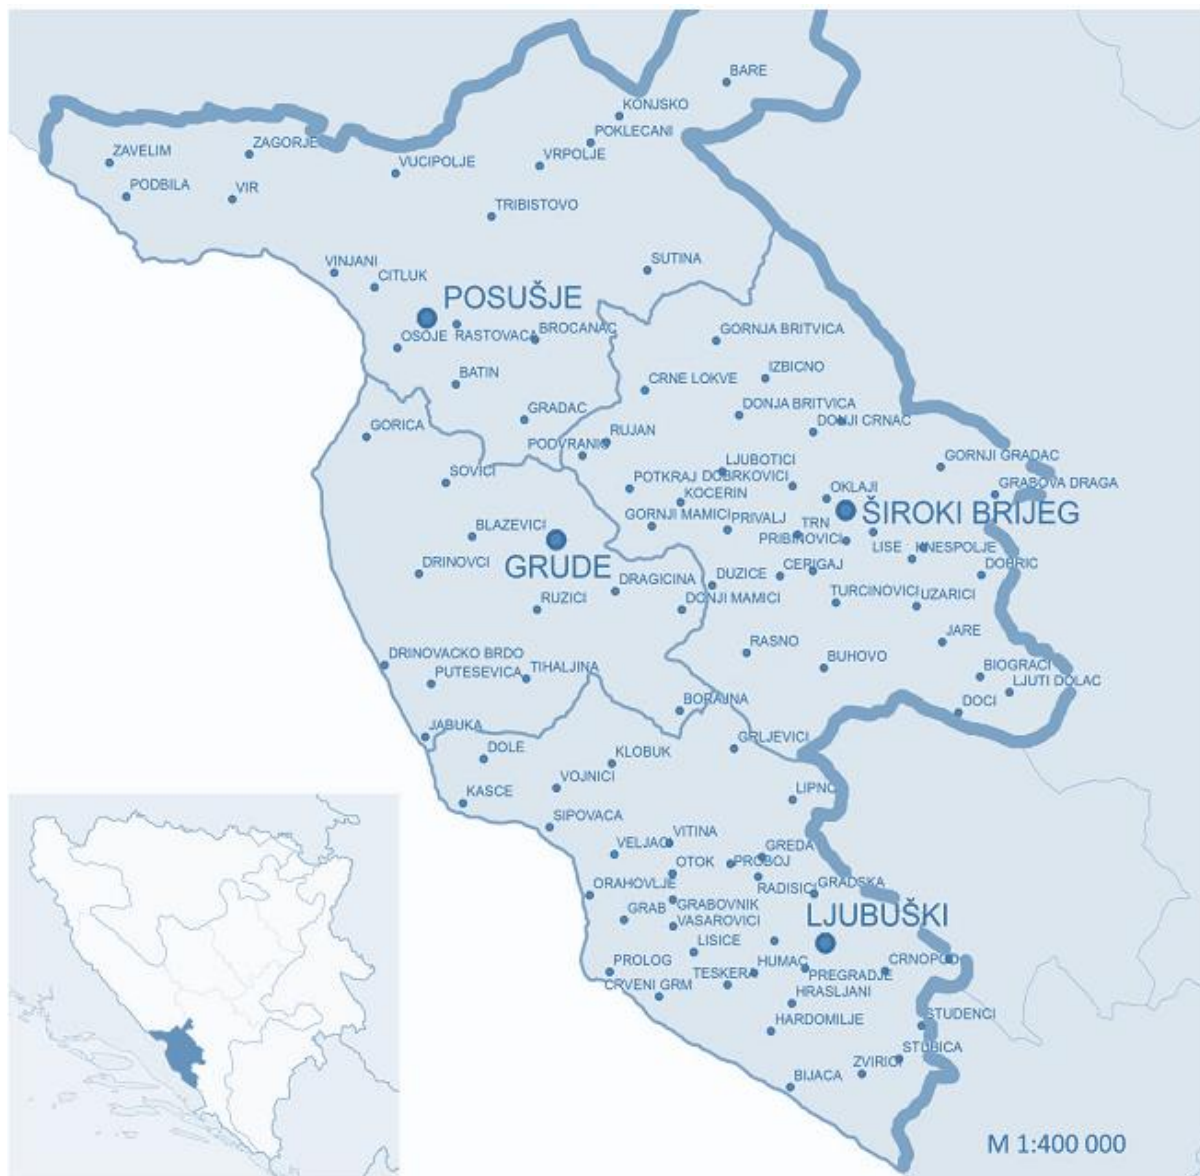 BARE
KONJSKO
POKLECANI
ZAGORJE
ZAVELIM
VUCIPOLJE
VRPOLJE
PODBILA
VIR
TRIBISTOVO
VINJANI
SUTINA
CITLUK
POSUŠJE
OSOJE
RASTOVACA
BROCANAC
GORNJA BRITVICA
BATIN
CRNE LOKVE
IZBICNO
GRADAC
DONJA BRITVICA
DONJI CRNAC
GORICA
PODVRANIC
RUJAN
SOVICI
POTKRAJ
LJUBOTICI
DOBRKOVICI
GORNJI GRADAC
KOCERIN
OKLAJI
GRABOVA DRAGA
ŠIROKI BRIJEG
BLAZEVICI
GORNJI MAMICI
PRIVALJ
TRN
PRIBINOVICI
LISE
KNESPOLJE
GRUDE
DRINOVCI
DRAGICINA
DUZICE
CERIGAJ
DOBRIC
RUZICI
DONJI MAMICI
TURCINOVICI
UZARICI
RASNO
JARE
DRINOVACKO BRDO
PUTESEVICA
TIHALJINA
BUHOVO
BIOGRACI
LJUTI DOLAC
BORAJNA
DOCI
JABUKA
DOLE
KLOBUK
GRLJEVICI
VOJNICI
KASCE
LIPNO
SIPOVACA
VELJACI
VITINA
GREDA
OTOK
PROBOJ
ORAHOVLJE
RADISICI
GRADSKA
GRAB
GRABOVNIK
VASAROVICI
LJUBUŠKI
LISICE
PROLOG
TESKERA
HUMAC
PREGRADJE
CRNOPOD
CRVENI GRM
HRASLJANI
HARDOMILJE
STUDENCI
STUBICA
ZVIRICI
BIJACA
M 1:400 000